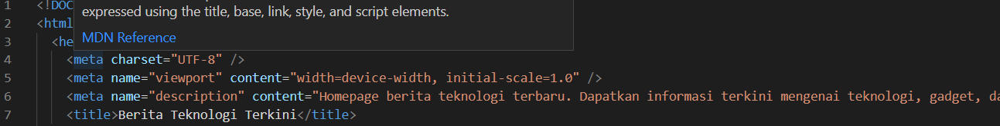 1 <!DOC
expressed using the title, base, link, style, and script elements.
2 <html
MDN Reference
3 <he
4 <meta charset="UTF-8" />
5 <meta name="viewport" content="width=device-width, initial-scale=1.0" />
6 <meta name="description" content="Homepage berita teknologi terbaru. Dapatkan informasi terkini mengenai teknologi, gadget, da
7 <title>Berita Teknologi Terkini</title>